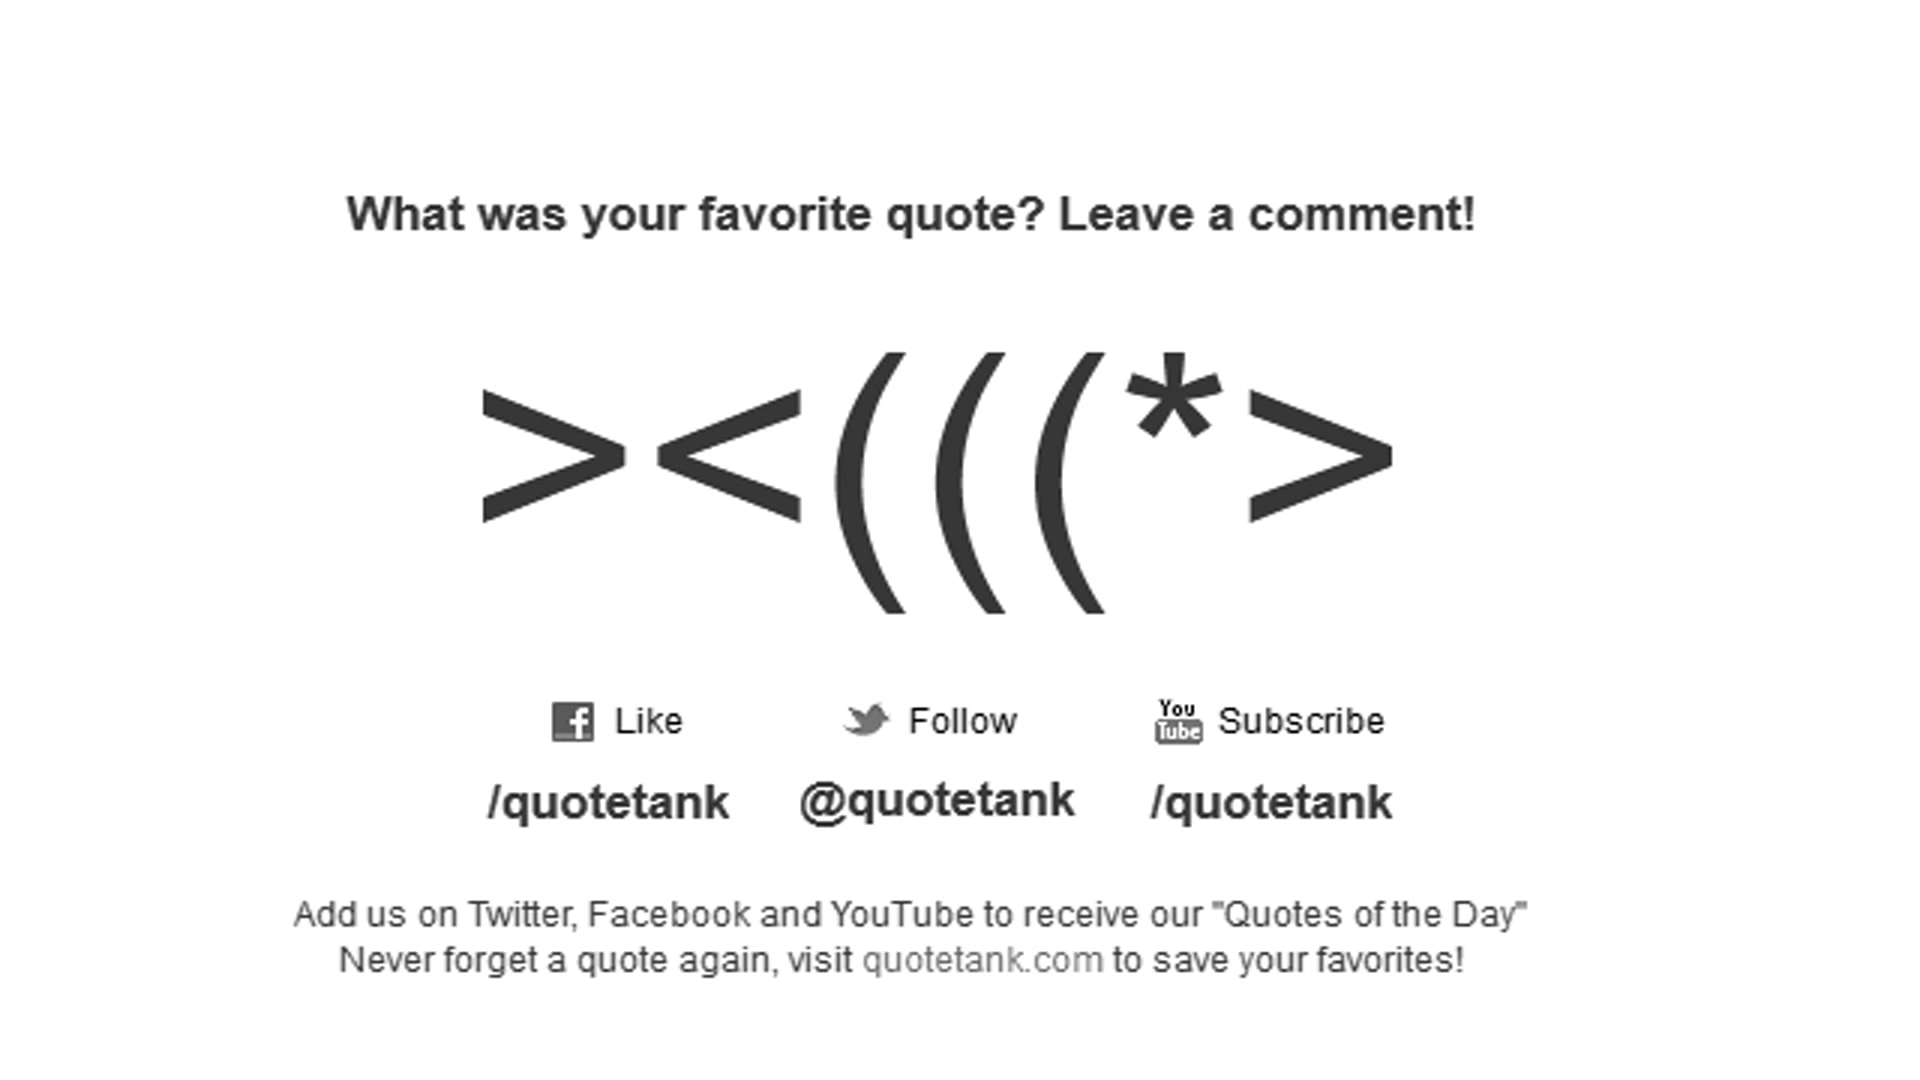 What was your favorite quote? Leave a comment!
><(((*>
f Like Follow You Tube Subscribe
/quotetank @quotetank /quotetank
Add us on Twitter, Facebook and YouTube to receive our "Quotes of the Day"
Never forget a quote again, visit quotetank.com to save your favorites!